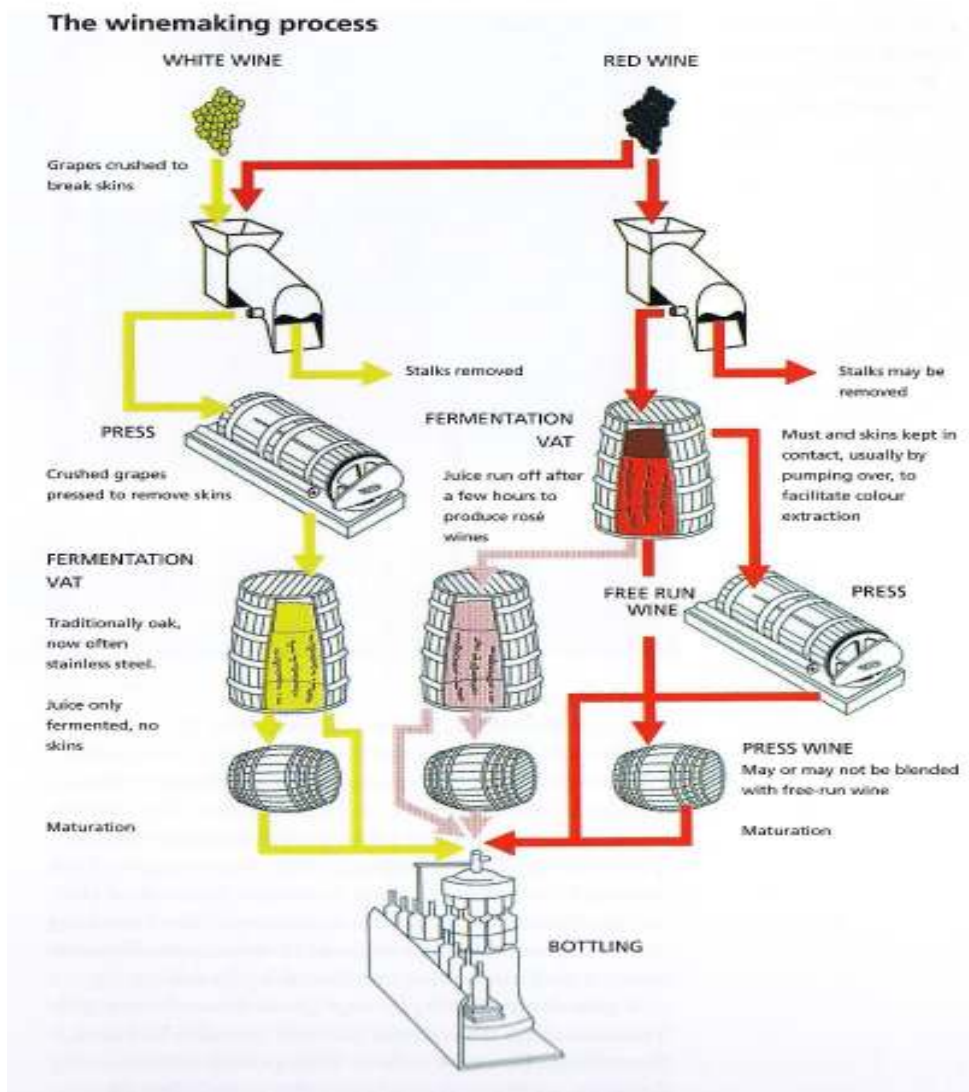 The winemaking process
WHITE WINE
RED WINE
Grapes crushed to
break skins
Stalks removed
Stalks may be
removed
PRESS
Crushed grapes
pressed to remove skins
FERMENTATION
VAT
Juice run off after
a few hours to
produce rosé
wines
Must and skins kept in
contact, usually by
pumping over, to
facilitate colour
extraction
FERMENTATION
VAT
Traditionally oak,
now often
stainless steel.
Juice only
fermented, no
skins
FREE RUN
WINE
PRESS
PRESS WINE
May or may not be blended
with free-run wine
Maturation
Maturation
BOTTLING